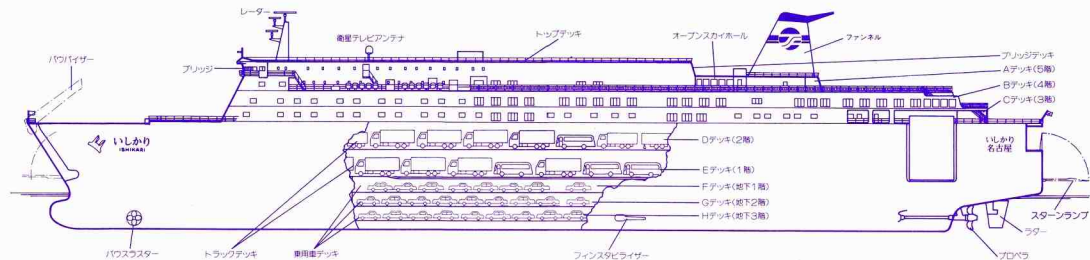 レーダー
衛星テレビアンテナ
トップデッキ
オープンスカイホール
ファンネル
バウバイザー
ブリッジ
ブリッジデッキ
Aデッキ(5階)
Bデッキ(4階)
Cデッキ(3階)
いしかり
ISHIKARI
Dデッキ(2階)
いしかり
名古屋
Eデッキ(1階)
Fデッキ(地下1階)
Gデッキ(地下2階)
Hデッキ(地下3階)
スターンランプ
ラダー
バウスラスター
トラックデッキ
乗用車デッキ
フィンスタビライザー
プロペラ